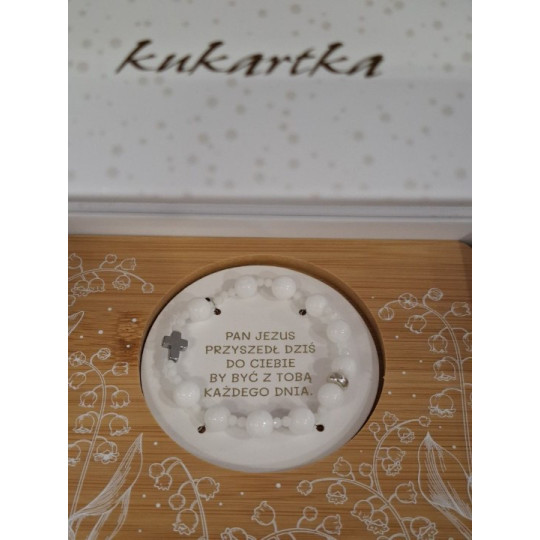 kukartka
PAN JEZUS
PRZYSZEDŁ DZIŚ
DO CIEBIE
BY BYĆ Z TOBĄ
KAŻDEGO DNIA.